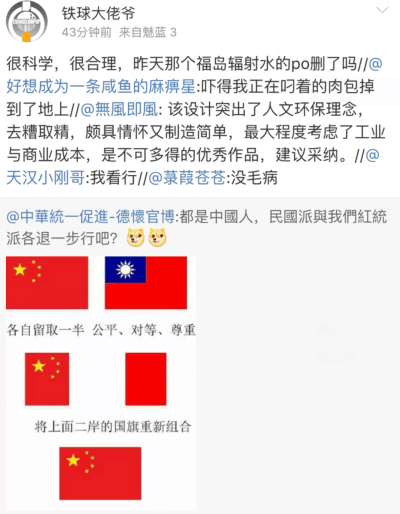 铁球大佬爷
43分钟前 来自魅蓝 3
很科学，很合理，昨天那个福岛辐射水的po删了吗//@
好想成为一条咸鱼的麻痹星:吓得我正在叼着的肉包掉
到了地上//@無風即風: 该设计突出了人文环保理念，
去糟取精，颇具情怀又制造简单，最大程度考虑了工业
与商业成本，是不可多得的优秀作品，建议采纳。//@
天汉小刚哥:我看行//@菉葭苍苍:没毛病
@中華統一促進-德懷官博:都是中國人，民國派與我們紅統
派各退一步行吧？
各自留取一半 公平、对等、尊重
将上面二岸的国旗重新组合